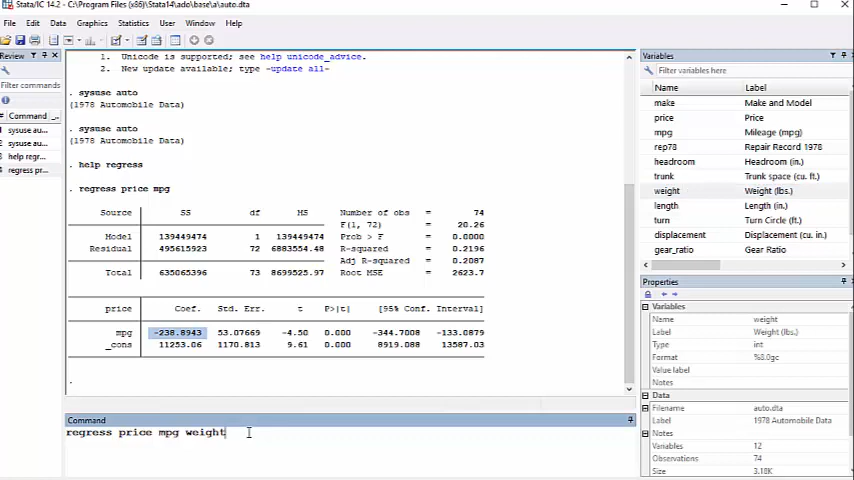 Stata/IC 14.2 - C:\Program Files (x86)\Stata14\ado\base\a\auto.dta
File Edit Data Graphics Statistics User Window Help
Review
Filter commands
# Command
1 sysuse au...
2 sysuse au...
3 help regr...
4 regress pr...
1. Unicode is supported; see help unicode_advice.
2. New update available; type -update all-
. sysuse auto
(1978 Automobile Data)
. sysuse auto
(1978 Automobile Data)
. help regress
. regress price mpg
Source SS df MS Number of obs = 74
F(1, 72) = 20.26
Model 139449474 1 139449474 Prob > F = 0.0000
Residual 495615923 72 6883554.48 R-squared = 0.2196
Adj R-squared = 0.2087
Total 635065396 73 8699525.97 Root MSE = 2623.7
price Coef. Std. Err. t P>|t| [95% Conf. Interval]
mpg -238.8943 53.07669 -4.50 0.000 -344.7008 -133.0879
_cons 11253.06 1170.813 9.61 0.000 8919.088 13587.03
.
Command
regress price mpg weight
Variables
Filter variables here
Name Label
make Make and Model
price Price
mpg Mileage (mpg)
rep78 Repair Record 1978
headroom Headroom (in.)
trunk Trunk space (cu. ft.)
weight Weight (lbs.)
length Length (in.)
turn Turn Circle (ft.)
displacement Displacement (cu. in.)
gear_ratio Gear Ratio
Properties
Variables
Name weight
Label Weight (lbs.)
Type int
Format %8.0gc
Value label
Notes
Data
Filename auto.dta
Label 1978 Automobile Data
Notes
Variables 12
Observations 74
Size 3.18K